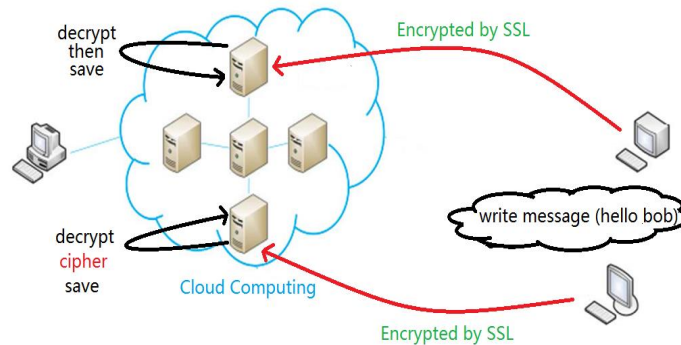 decrypt
then
save
Encrypted by SSL
write message (hello bob)
decrypt
cipher
save
Cloud Computing
Encrypted by SSL